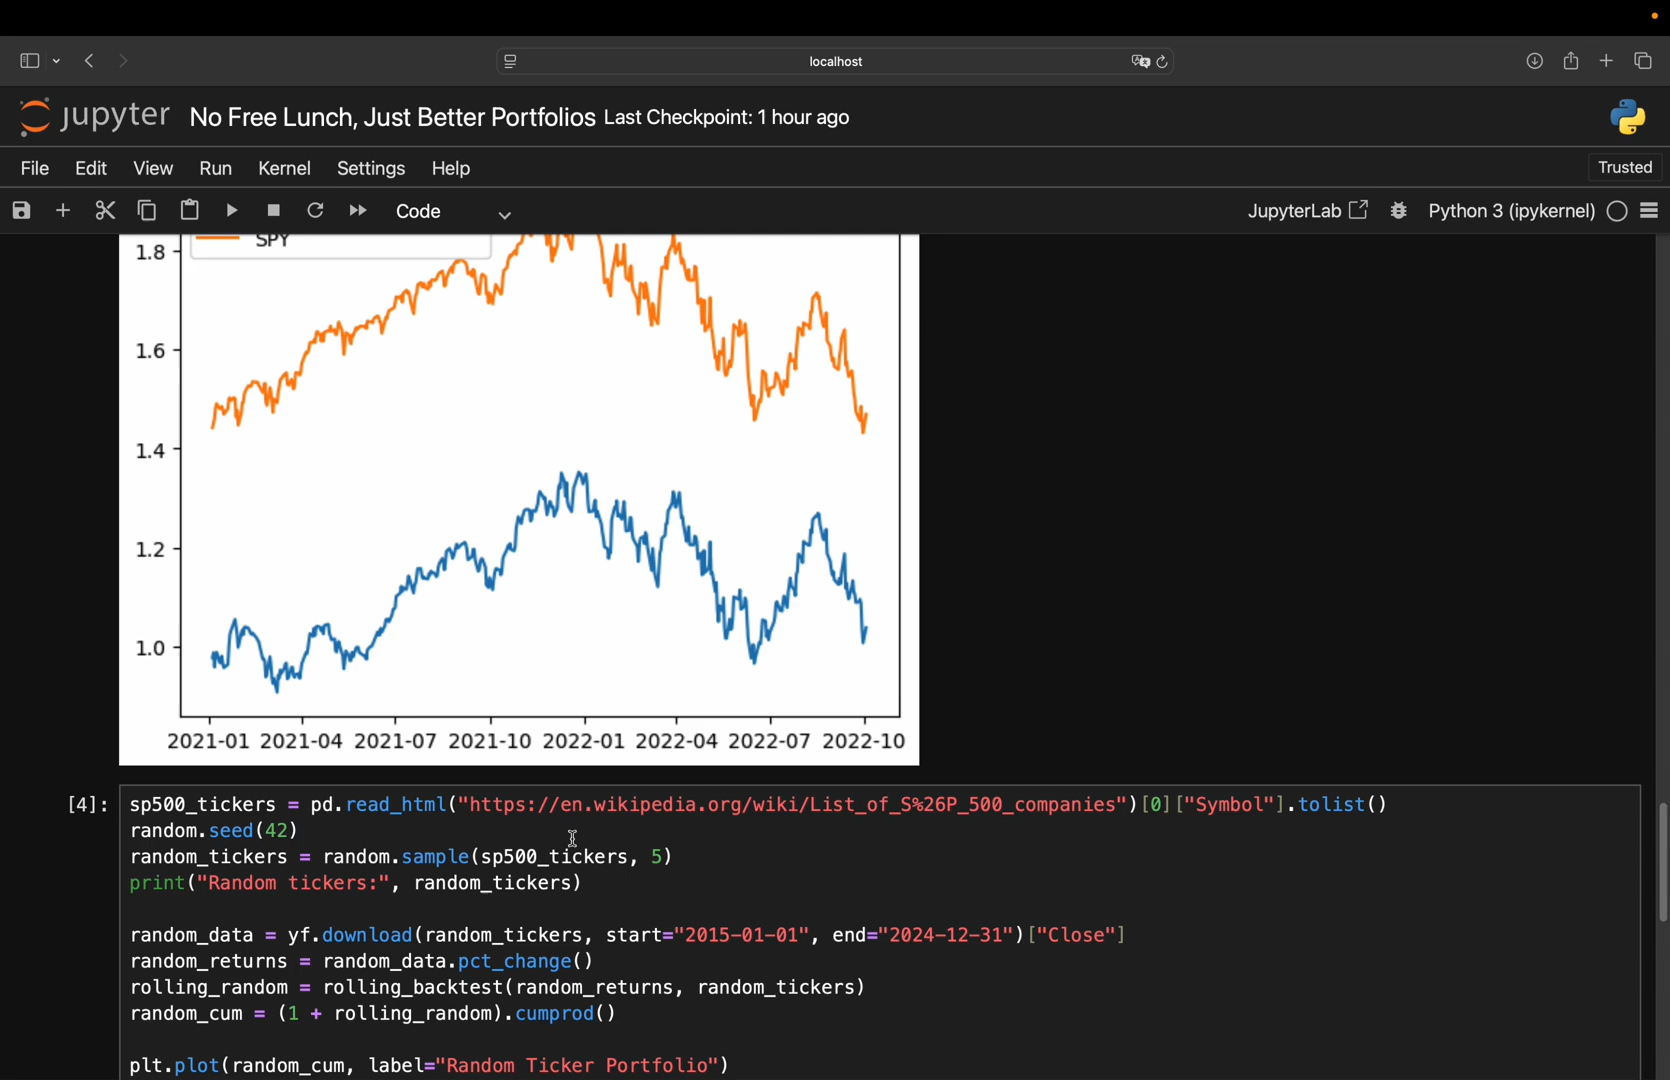 localhost
jupyter No Free Lunch, Just Better Portfolios Last Checkpoint: 1 hour ago
File Edit View Run Kernel Settings Help Trusted
Code JupyterLab Python 3 (ipykernel)
SPY
1.8
1.6
1.4
1.2
1.0
2021-01 2021-04 2021-07 2021-10 2022-01 2022-04 2022-07 2022-10
[4]: sp500_tickers = pd.read_html("https://en.wikipedia.org/wiki/List_of_S%26P_500_companies")[0]["Symbol"].tolist()
random.seed(42)
random_tickers = random.sample(sp500_tickers, 5)
print("Random tickers:", random_tickers)
random_data = yf.download(random_tickers, start="2015-01-01", end="2024-12-31")["Close"]
random_returns = random_data.pct_change()
rolling_random = rolling_backtest(random_returns, random_tickers)
random_cum = (1 + rolling_random).cumprod()
plt.plot(random_cum, label="Random Ticker Portfolio")